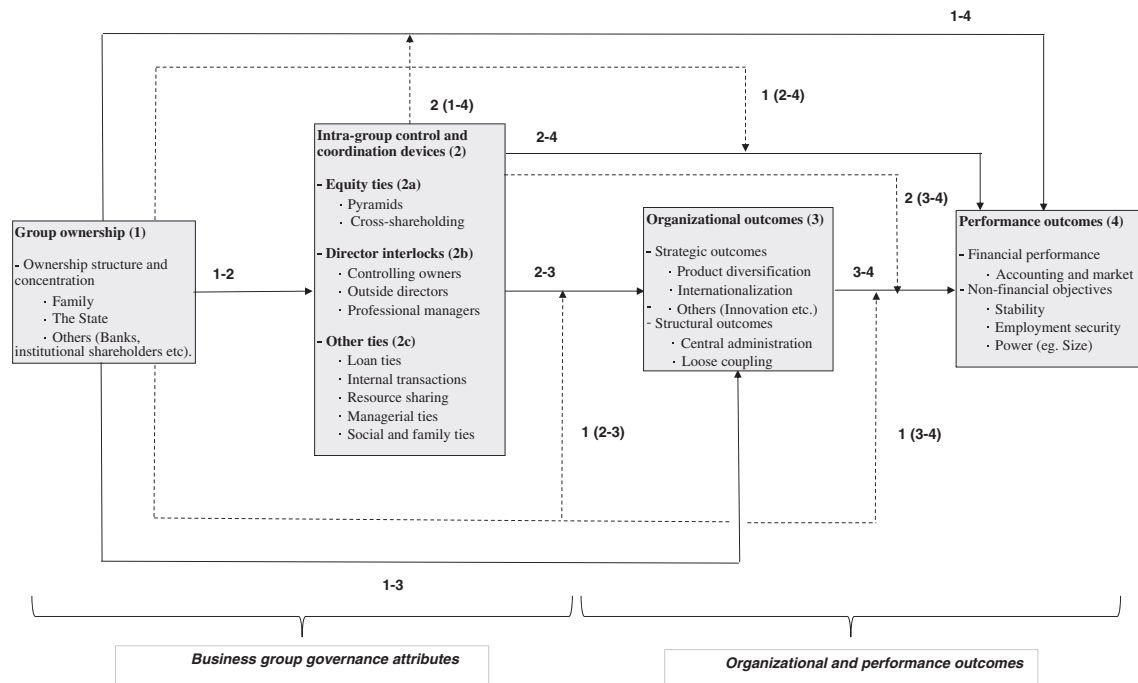 1-4
1 (2-4)
2 (1-4)
Intra-group control and
coordination devices (2)
- Equity ties (2a)
· Pyramids
· Cross-shareholding
- Director interlocks (2b)
· Controlling owners
· Outside directors
· Professional managers
- Other ties (2c)
· Loan ties
· Internal transactions
· Resource sharing
· Managerial ties
· Social and family ties
2-4
2 (3-4)
Group ownership (1)
- Ownership structure and
concentration
· Family
· The State
· Others (Banks,
institutional shareholders etc).
1-2
2-3
Organizational outcomes (3)
- Strategic outcomes
· Product diversification
· Internationalization
- · Others (Innovation etc.)
- Structural outcomes
· Central administration
· Loose coupling
3-4
Performance outcomes (4)
- Financial performance
· Accounting and market
- Non-financial objectives
· Stability
· Employment security
· Power (eg. Size)
1 (2-3)
1 (3-4)
1-3
Business group governance attributes
Organizational and performance outcomes